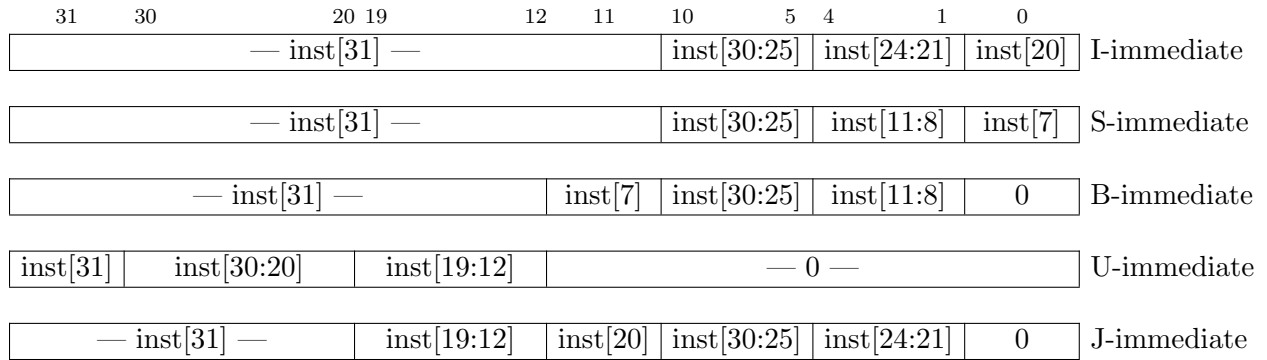 31 30 20 19 12 11 10 5 4 1 0
— inst[31] — inst[30:25] inst[24:21] inst[20] I-immediate
— inst[31] — inst[30:25] inst[11:8] inst[7] S-immediate
— inst[31] — inst[7] inst[30:25] inst[11:8] 0 B-immediate
inst[31] inst[30:20] inst[19:12] — 0 — U-immediate
— inst[31] — inst[19:12] inst[20] inst[30:25] inst[24:21] 0 J-immediate